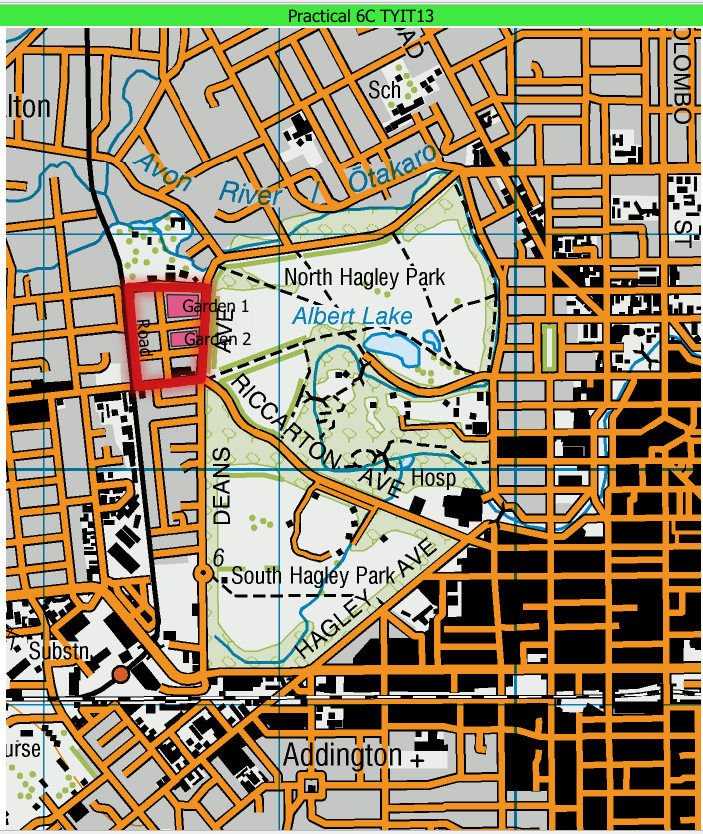 Practical 6C TYIT13
OAD
OLOMBO
ST
Sch
lton
Avon River / Ōtakaro
North Hagley Park
Albert Lake
Garden 1
Garden 2
Road
AVE
DEANS
RICCARTON AVE
Hosp
6
South Hagley Park
HAGLEY AVE
Substn
urse
Addington